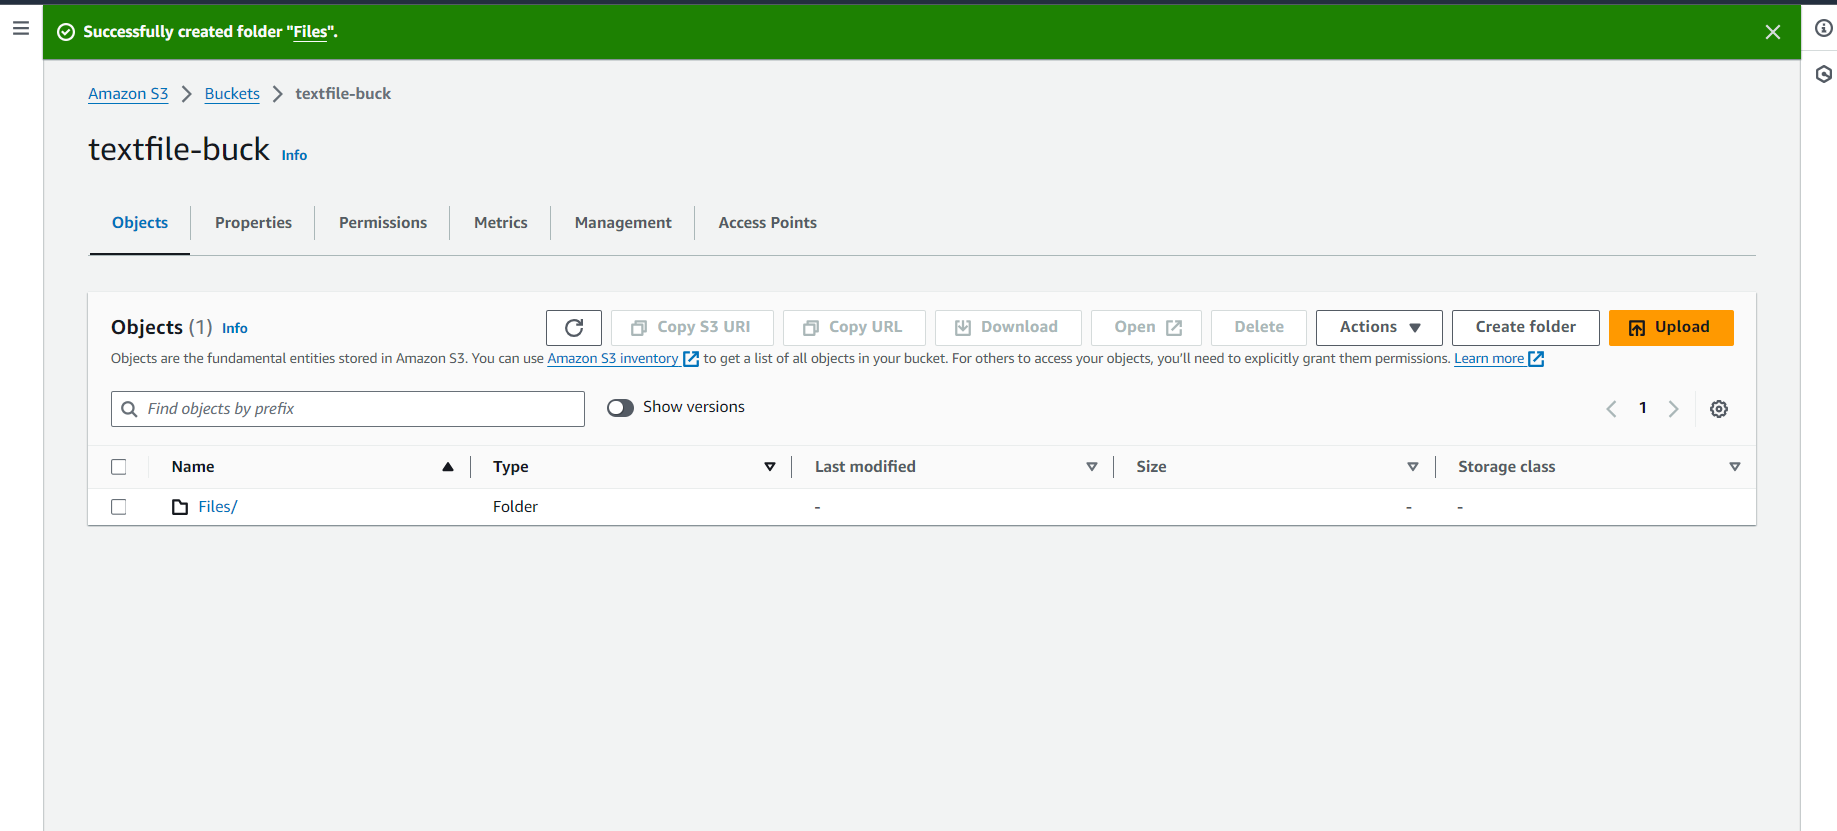 Successfully created folder "Files".
Amazon S3 > Buckets > textfile-buck
textfile-buck Info
Objects Properties Permissions Metrics Management Access Points
Objects (1) Info Copy S3 URI Copy URL Download Open Delete Actions Create folder Upload
Objects are the fundamental entities stored in Amazon S3. You can use Amazon S3 inventory to get a list of all objects in your bucket. For others to access your objects, you’ll need to explicitly grant them permissions. Learn more
Find objects by prefix Show versions 1
Name Type Last modified Size Storage class
Files/ Folder - - -